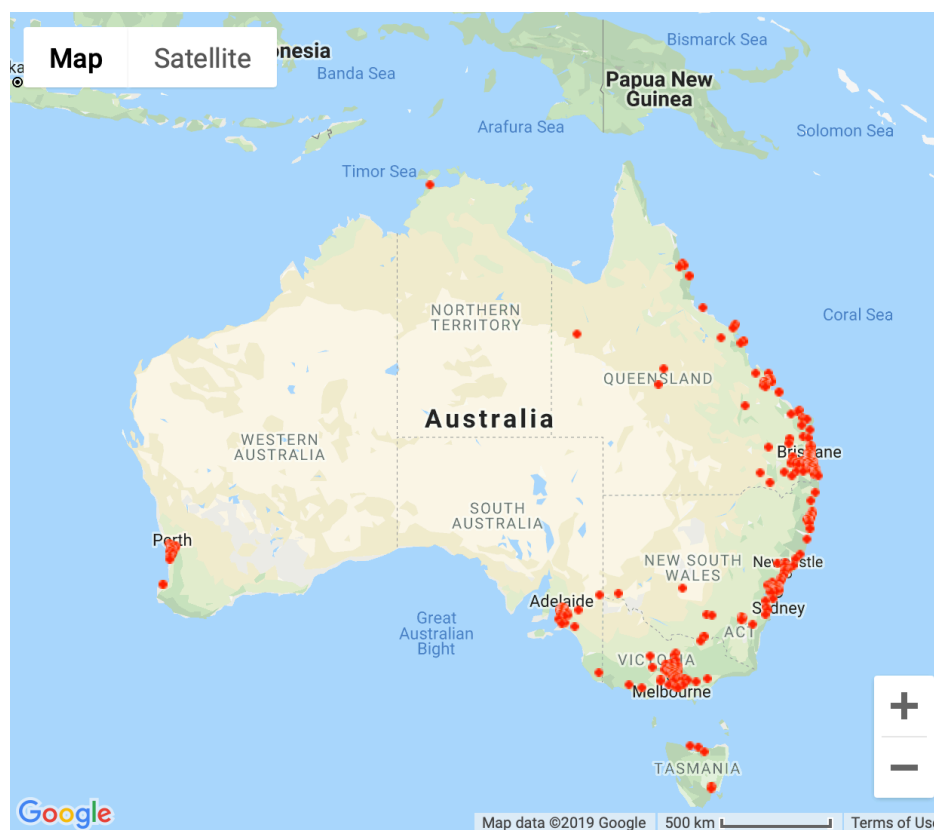 Map
Satellite
onesia
ka
Banda Sea
Bismarck Sea
Papua New
Guinea
Arafura Sea
Solomon Sea
Timor Sea
NORTHERN
TERRITORY
Coral Sea
QUEENSLAND
Australia
WESTERN
AUSTRALIA
Brisbane
SOUTH
AUSTRALIA
Perth
NEW SOUTH
WALES
Newcastle
Adelaide
Sydney
Great
Australian
Bight
ACT
VICTORIA
Melbourne
TASMANIA
Google
Map data ©2019 Google
500 km
Terms of Use